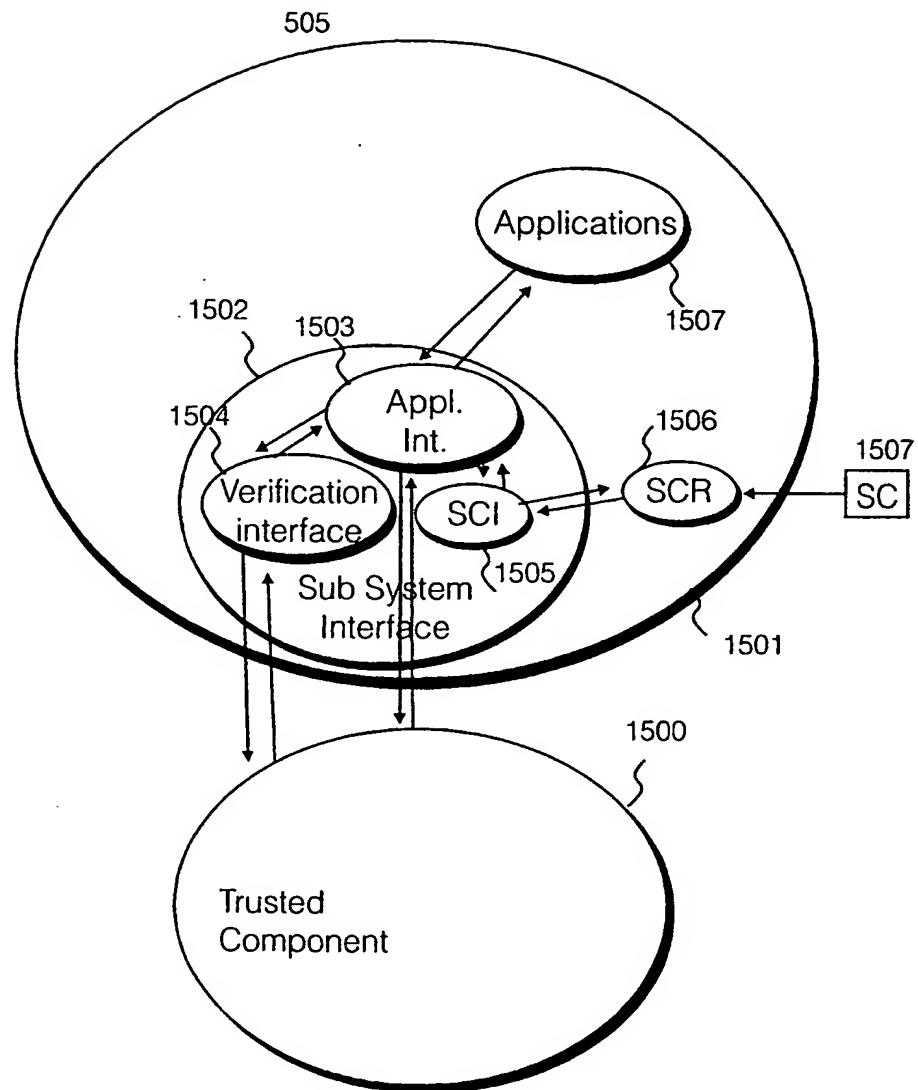 505
Applications
1507
1502
1503
Appl.
Int.
1504
1506
1507
Verification
interface
SCI
SCR
SC
1505
Sub System
Interface
1501
1500
Trusted
Component